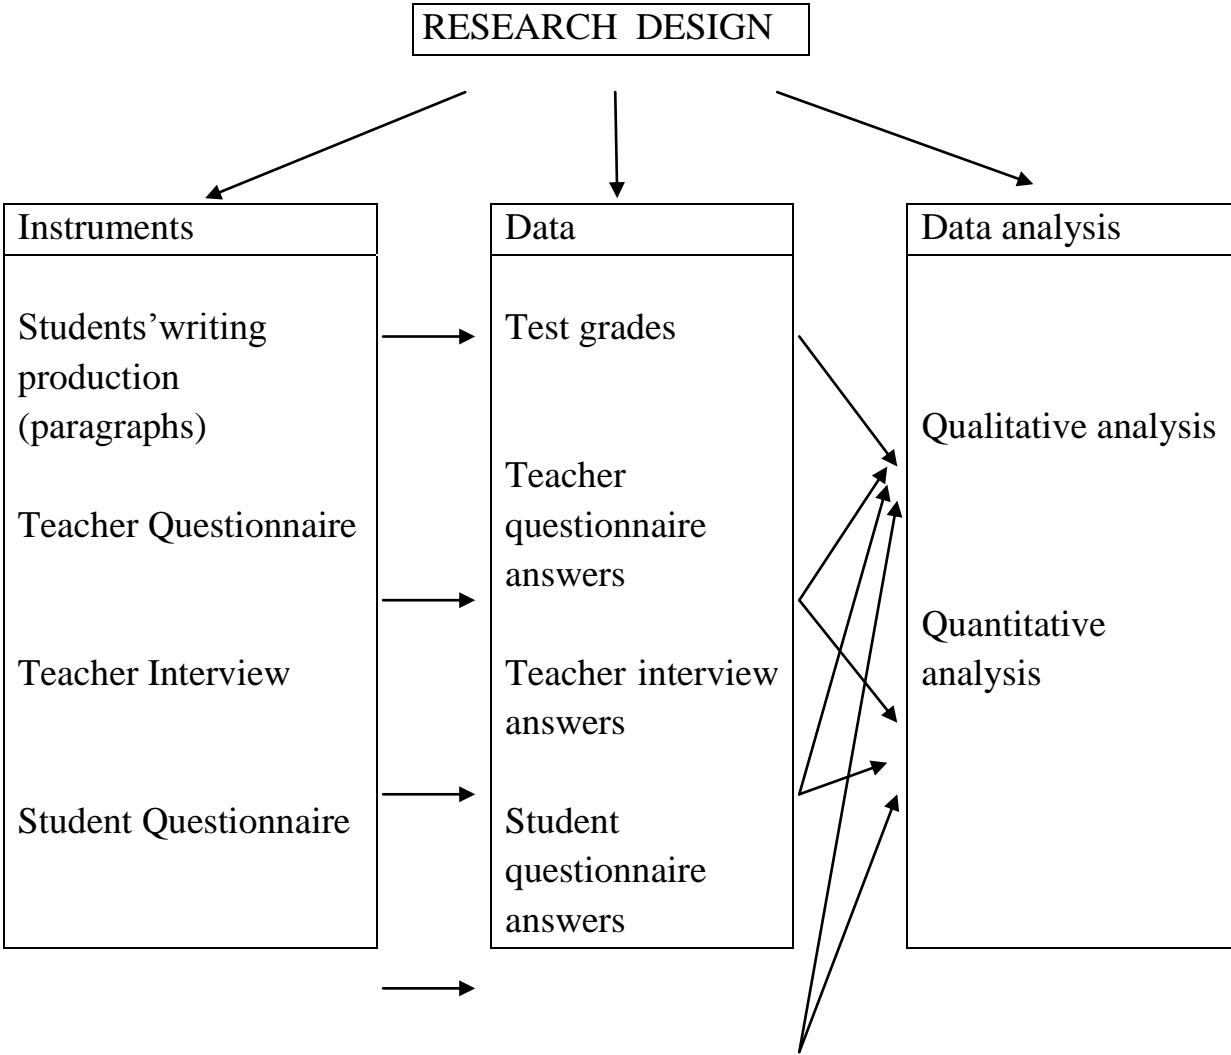 RESEARCH DESIGN
Instruments
Students’writing
production
(paragraphs)
Teacher Questionnaire
Teacher Interview
Student Questionnaire
Data
Test grades
Teacher
questionnaire
answers
Teacher interview
answers
Student
questionnaire
answers
Data analysis
Qualitative analysis
Quantitative
analysis